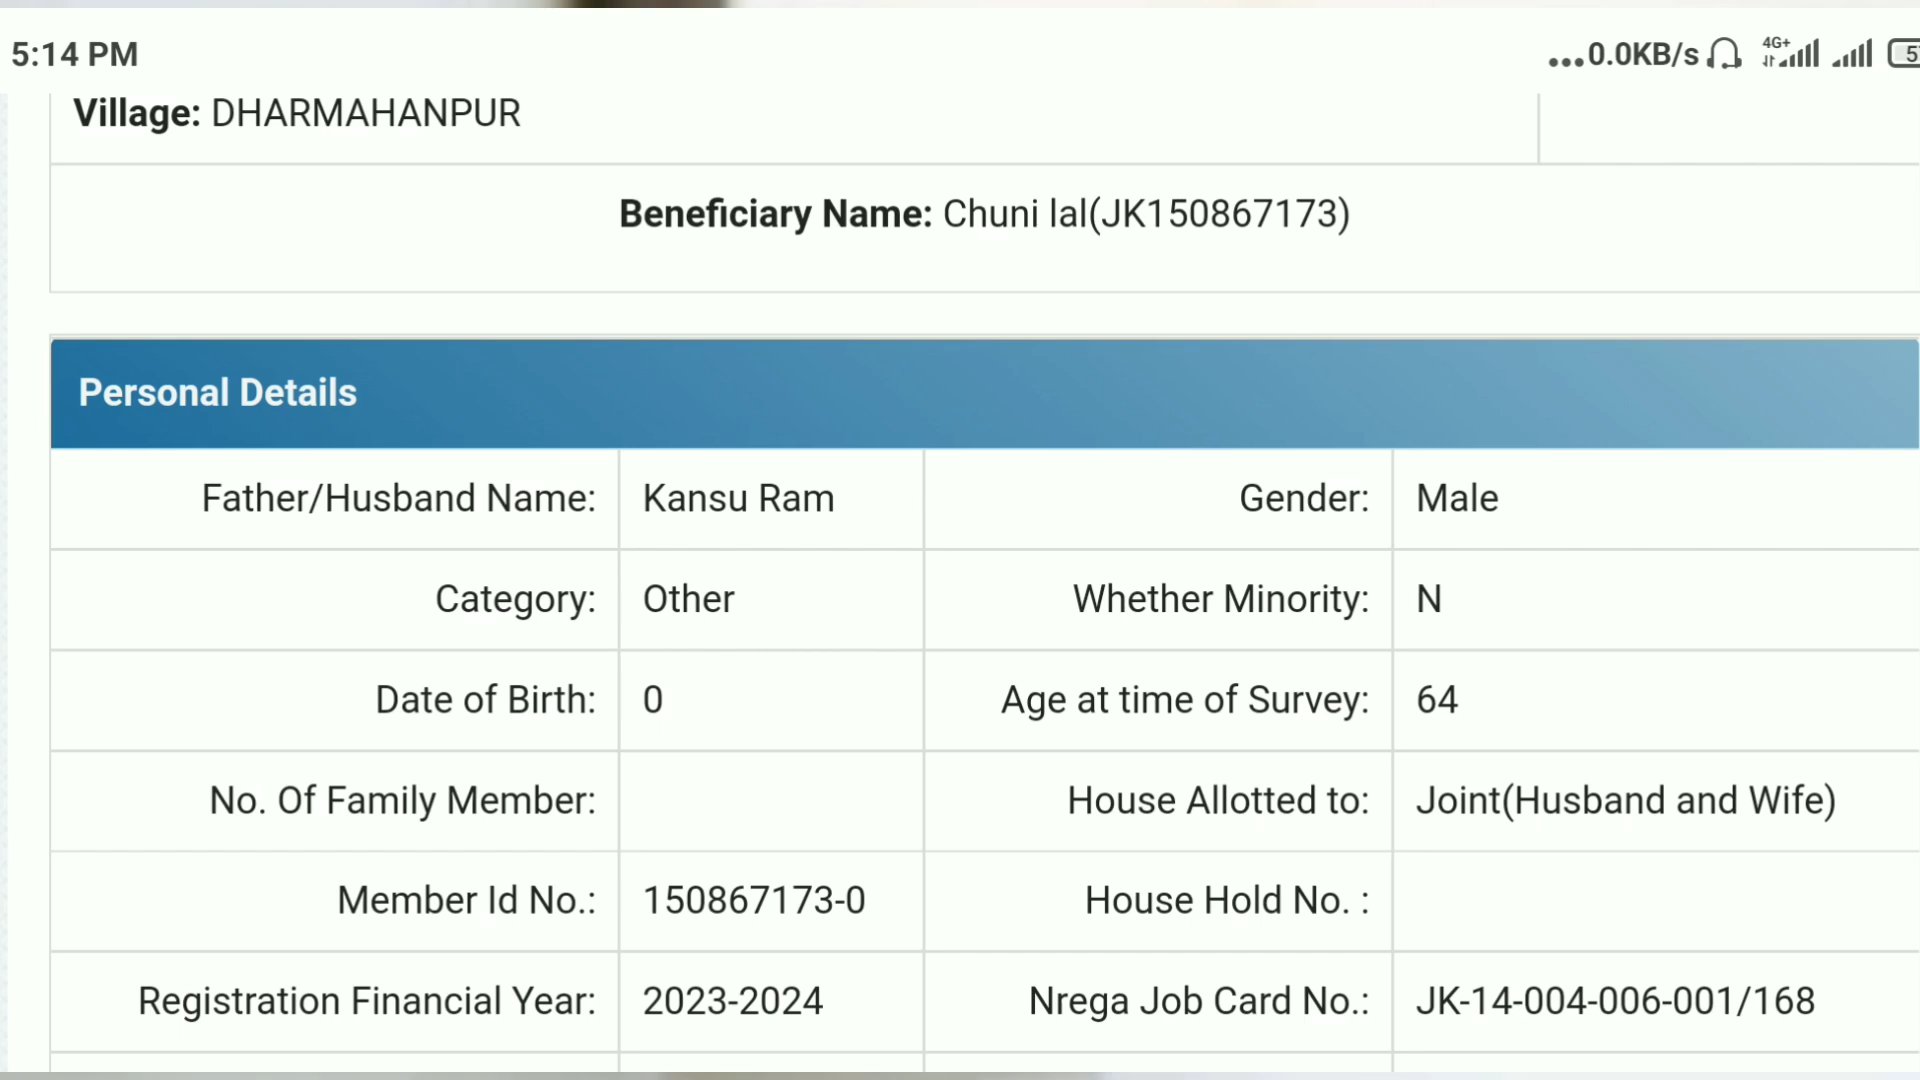 5:14 PM ...0.0KB/s 4G+ 5
Village: DHARMAHANPUR
Beneficiary Name: Chuni lal(JK150867173)
Personal Details
Father/Husband Name: Kansu Ram Gender: Male
Category: Other Whether Minority: N
Date of Birth: 0 Age at time of Survey: 64
No. Of Family Member: House Allotted to: Joint(Husband and Wife)
Member Id No.: 150867173-0 House Hold No. :
Registration Financial Year: 2023-2024 Nrega Job Card No.: JK-14-004-006-001/168